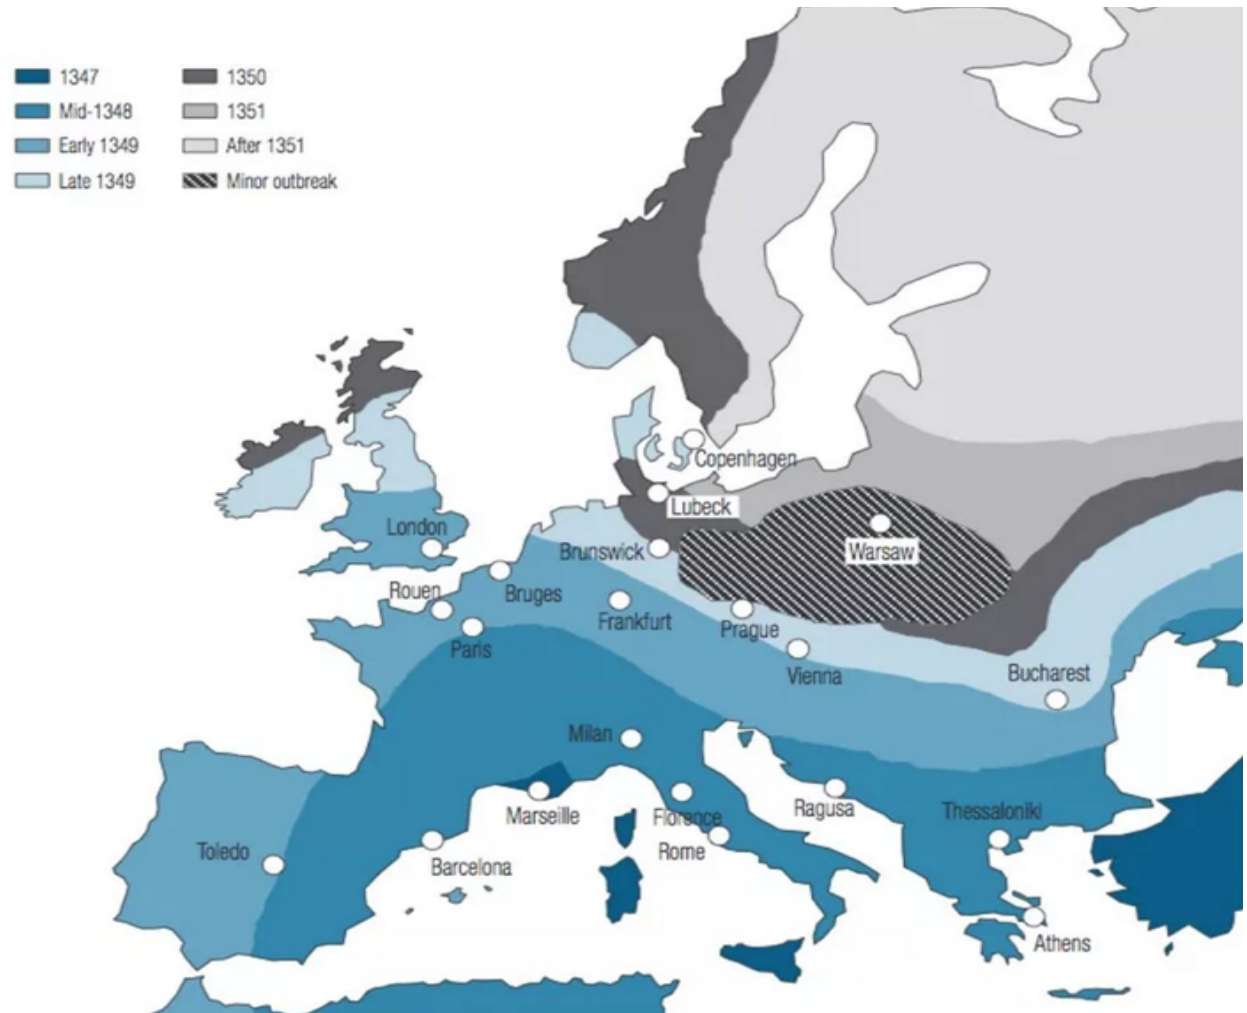 1347
Mid-1348
Early 1349
Late 1349
1350
1351
After 1351
Minor outbreak
Copenhagen
Lubeck
London
Brunswick
Warsaw
Rouen
Bruges
Frankfurt
Prague
Paris
Vienna
Bucharest
Milan
Marseille
Florence
Ragusa
Thessaloniki
Toledo
Barcelona
Rome
Athens